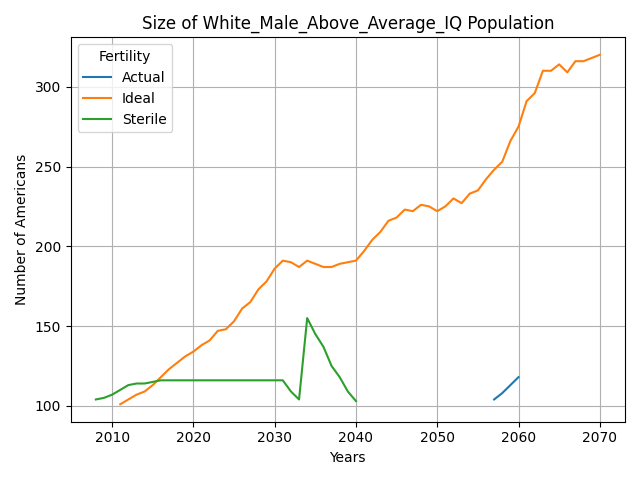 Size of White_Male_Above_Average_IQ Population
Fertility
Actual
Ideal
Sterile
Number of Americans
300
250
200
150
100
2010 2020 2030 2040 2050 2060 2070
Years